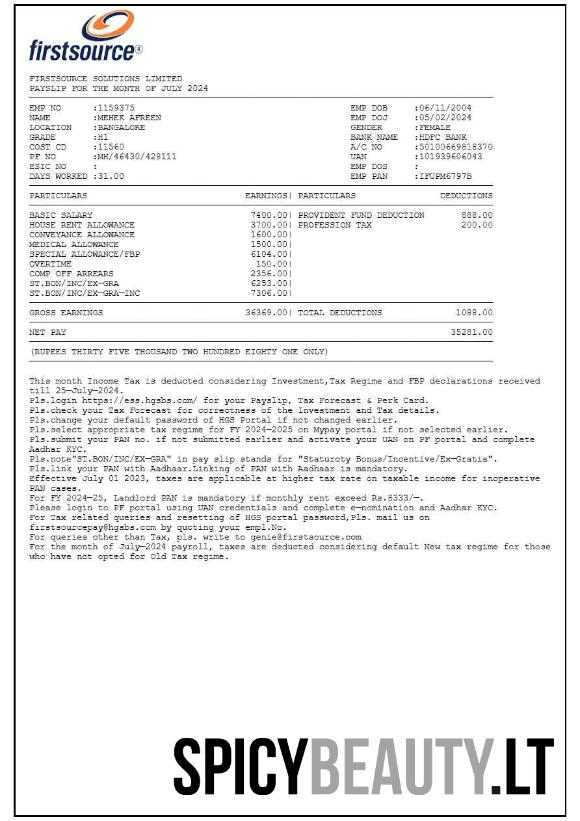 firstsource®
FIRSTSOURCE SOLUTIONS LIMITED
PAYSLIP FOR THE MONTH OF JULY 2024
EMP NO :1159375 EMP DOB :06/11/2004
NAME :MEHEK AFREEN EMP DOJ :05/02/2024
LOCATION :BANGALORE GENDER :FEMALE
GRADE :H1 BANK NAME :HDFC BANK
COST CD :11560 A/C NO :50100669818370
PF NO :MH/46430/428111 UAN :101939606043
ESIC NO : EMP DOS :
DAYS WORKED :31.00 EMP PAN :IFUPM6797B
PARTICULARS EARNINGS| PARTICULARS DEDUCTIONS
BASIC SALARY 7400.00| PROVIDENT FUND DEDUCTION 888.00
HOUSE RENT ALLOWANCE 3700.00| PROFESSION TAX 200.00
CONVEYANCE ALLOWANCE 1600.00|
MEDICAL ALLOWANCE 1500.00|
SPECIAL ALLOWANCE/FBP 6104.00|
OVERTIME 150.00|
COMP OFF ARREARS 2356.00|
ST.BON/INC/EX—GRA 6253.00|
ST.BON/INC/EX—GRA—INC 7306.00|
GROSS EARNINGS 36369.00| TOTAL DEDUCTIONS 1088.00
NET PAY 35281.00
(RUPEES THIRTY FIVE THOUSAND TWO HUNDRED EIGHTY ONE ONLY)
This month Income Tax is deducted considering Investment,Tax Regime and FBP declarations received
till 25—July—2024.
Pls.login https://ess.hgsbs.com/ for your Payslip, Tax Forecast & Perk Card.
Pls.check your Tax Forecast for correctness of the Investment and Tax details.
Pls.change your default password of HGS Portal if not changed earlier.
Pls.select appropriate tax regime for FY 2024—2025 on Mypay portal if not selected earlier.
Pls.submit your PAN no. if not submitted earlier and activate your UAN on PF portal and complete
Aadhar KYC.
Pls.note"ST.BON/INC/EX—GRA" in pay slip stands for "Staturoty Bonus/Incentive/Ex—Gratia".
Pls.link your PAN with Aadhaar.Linking of PAN with Aadhaar is mandatory.
Effective July 01 2023, taxes are applicable at higher tax rate on taxable income for inoperative
PAN cases.
For FY 2024—25, Landlord PAN is mandatory if monthly rent exceed Rs.8333/—.
Please login to PF portal using UAN credentials and complete e—nomination and Aadhar KYC.
For Tax related queries and resetting of HGS portal password,Pls. mail us on
firstsourcepay@hgsbs.com by quoting your empl.No.
For queries other than Tax, pls. write to genie@firstsource.com
For the month of July—2024 payroll, taxes are deducted considering default New tax regime for those
who have not opted for Old Tax regime.
SPICYBEAUTY.LT